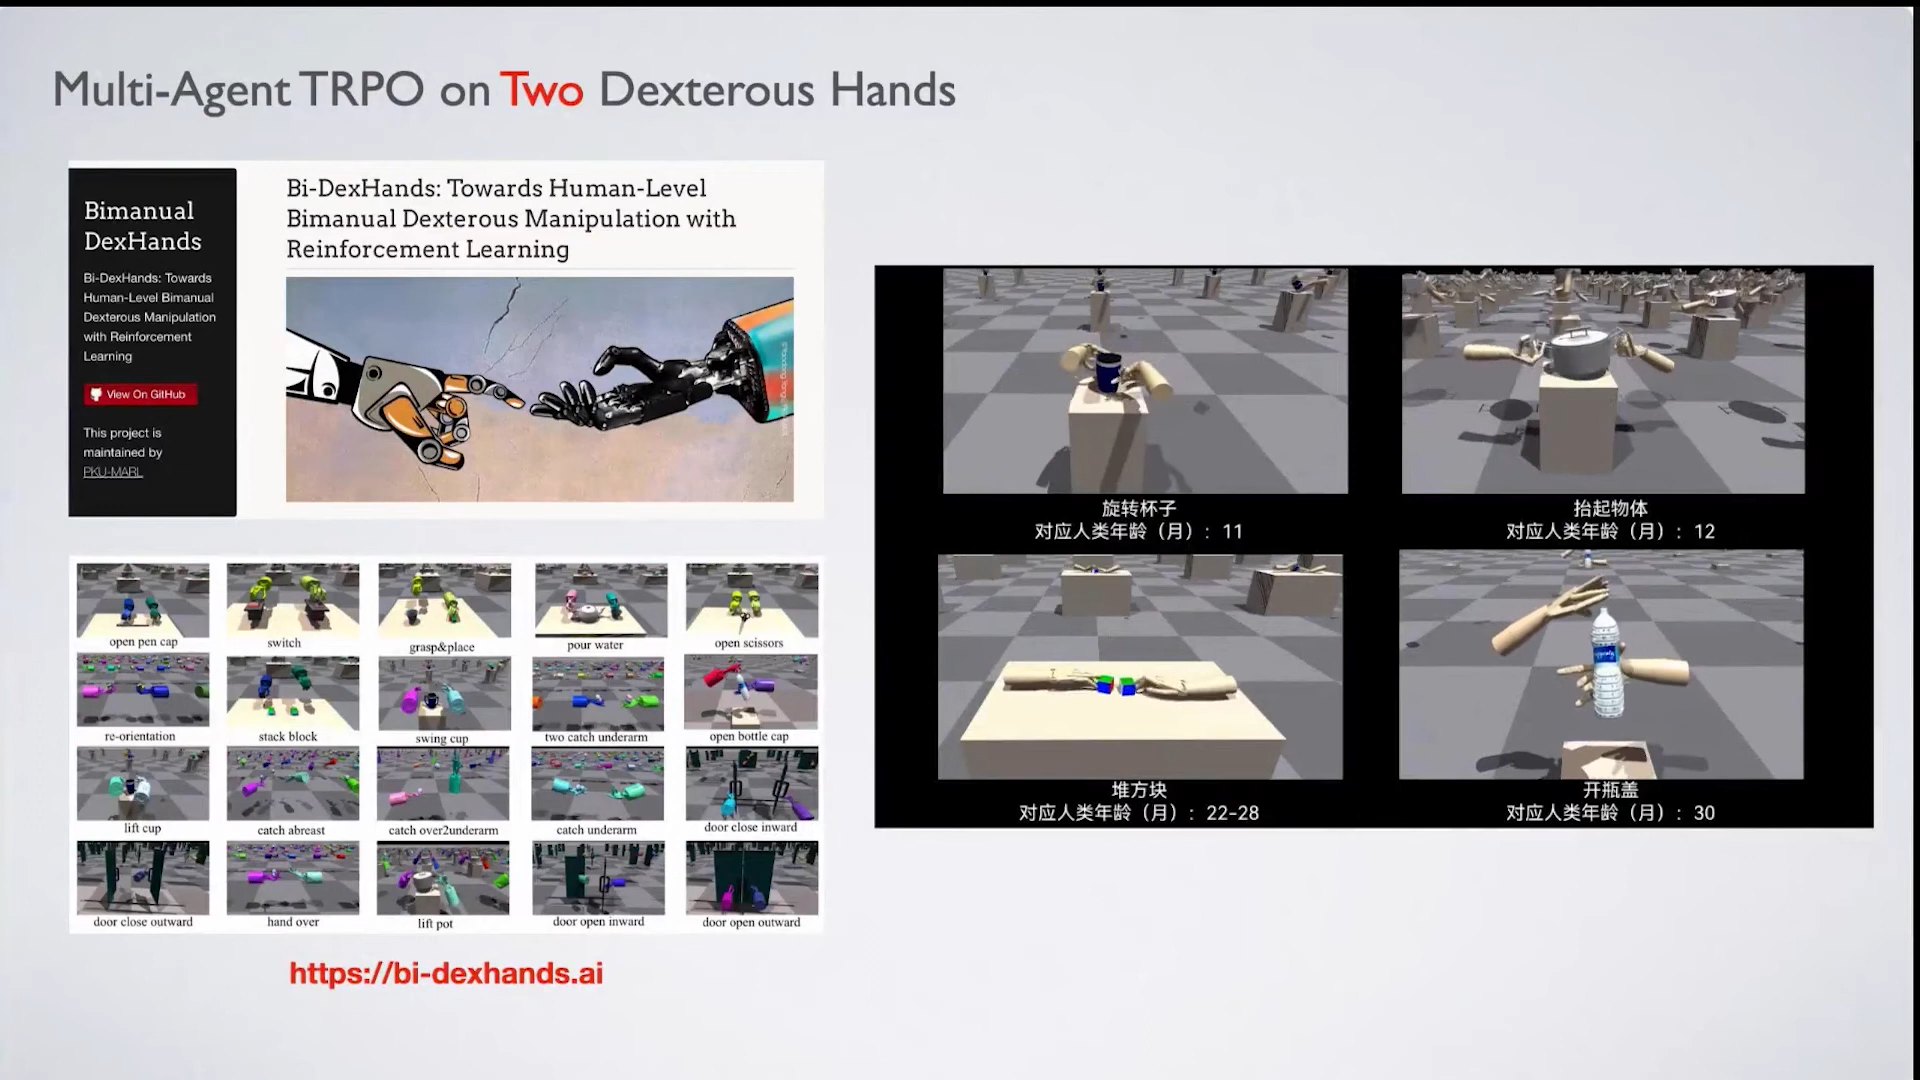 Multi-Agent TRPO on Two Dexterous Hands
Bimanual
DexHands
Bi-DexHands: Towards
Human-Level Bimanual
Dexterous Manipulation
with Reinforcement
Learning
View On GitHub
This project is
maintained by
PKU-MARL
Bi-DexHands: Towards Human-Level
Bimanual Dexterous Manipulation with
Reinforcement Learning
open pen cap
switch
grasp&place
pour water
open scissors
re-orientation
stack block
swing cup
two catch underarm
open bottle cap
lift cup
catch abreast
catch over2underarm
catch underarm
door close inward
door close outward
hand over
lift pot
door open inward
door open outward
https://bi-dexhands.ai
旋转杯子
对应人类年龄（月）：11
抬起物体
对应人类年龄（月）：12
堆方块
对应人类年龄（月）：22-28
开瓶盖
对应人类年龄（月）：30